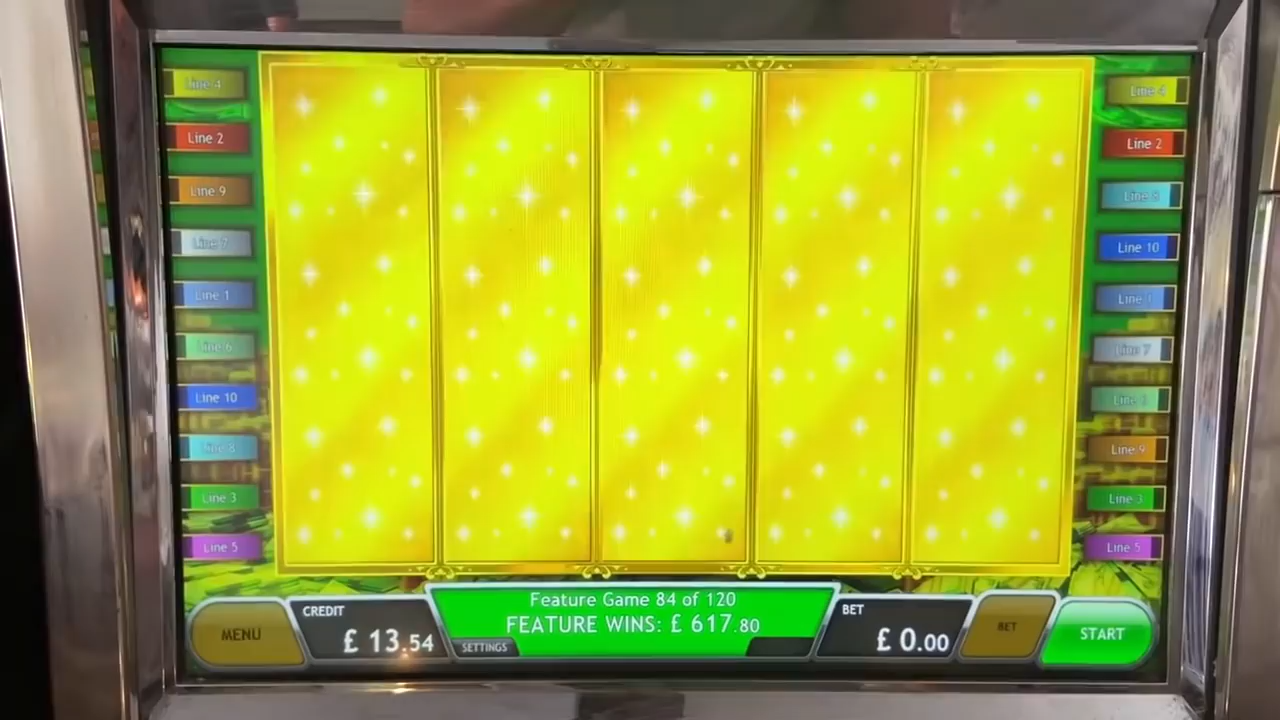 Line 4
Line 2
Line 9
Line 7
Line 1
Line 6
Line 10
Line 8
Line 3
Line 5
Line 4
Line 2
Line 8
Line 10
Line 1
Line 7
Line 6
Line 9
Line 3
Line 5
MENU
CREDIT
£ 13.54
Feature Game 84 of 120
FEATURE WINS: £ 617.80
SETTINGS
BET
£ 0.00
BET
START